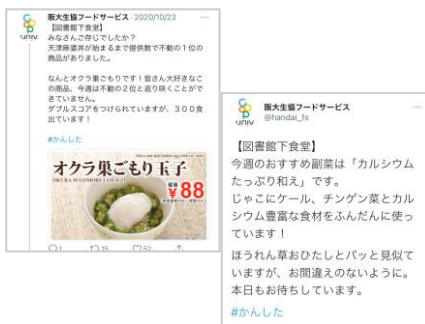 阪大生協フードサービス · 2020/10/23 ···
【図書館下食堂】
みなさんご存じでしたか？
天津麻婆丼が始まるまで提供数で不動の１位の
商品がありました。
なんとオクラ巣ごもりです！皆さん大好きなこ
の商品、今週は不動の２位と返り咲くことがで
きていません。
ダブルスコアをつけられていますが、３００食
出ています！
#かんした
オクラ巣ごもり玉子
¥88
1 15 52
univ
阪大生協フードサービス ···
@handai_fs
univ
【図書館下食堂】
今週のおすすめ副菜は「カルシウム
たっぷり和え」です。
じゃこにケール、チンゲン菜とカル
シウム豊富な食材をふんだんに使っ
ています！
ほうれん草おひたしとパッと見似て
いますが、お間違えのないように。
本日もお待ちしています。
#かんした